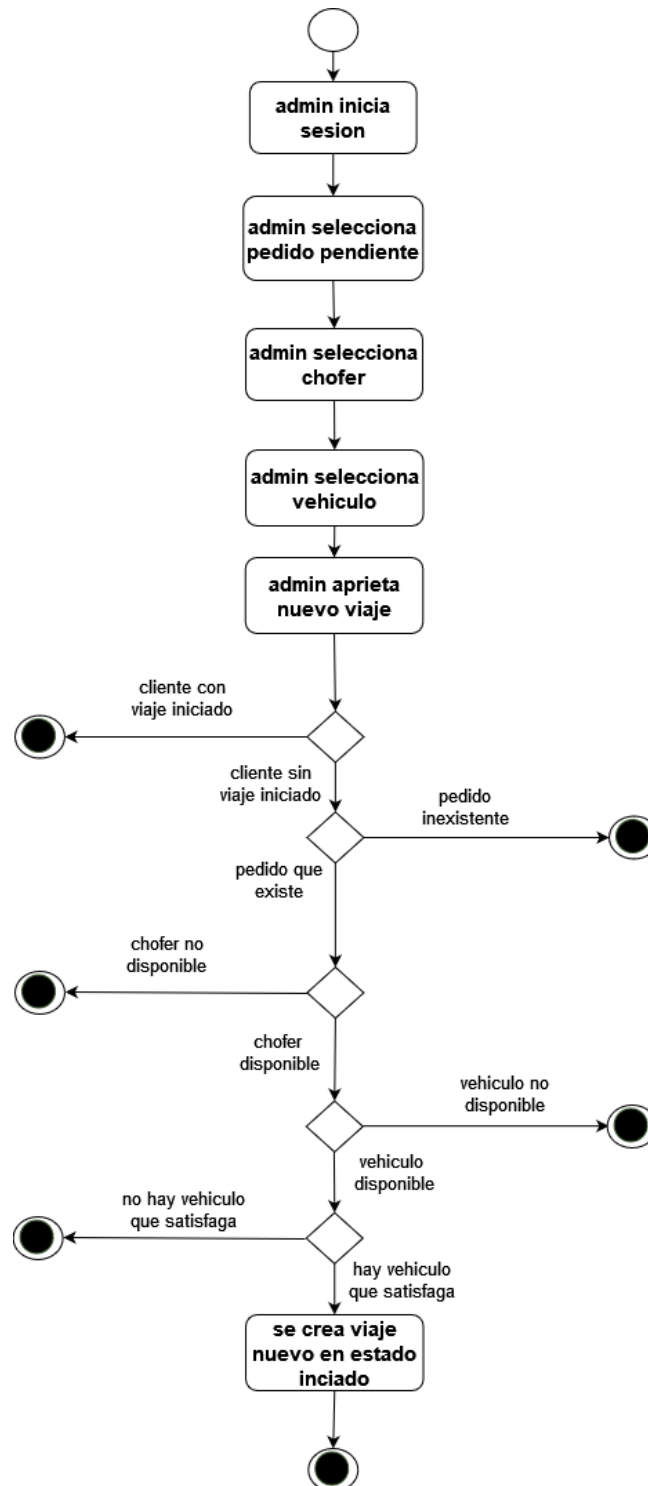 admin inicia
sesion
admin selecciona
pedido pendiente
admin selecciona
chofer
admin selecciona
vehiculo
admin aprieta
nuevo viaje
cliente con
viaje iniciado
cliente sin
viaje iniciado
pedido
inexistente
pedido que
existe
chofer no
disponible
chofer
disponible
vehiculo no
disponible
vehiculo
disponible
no hay vehiculo
que satisfaga
hay vehiculo
que satisfaga
se crea viaje
nuevo en estado
inciado